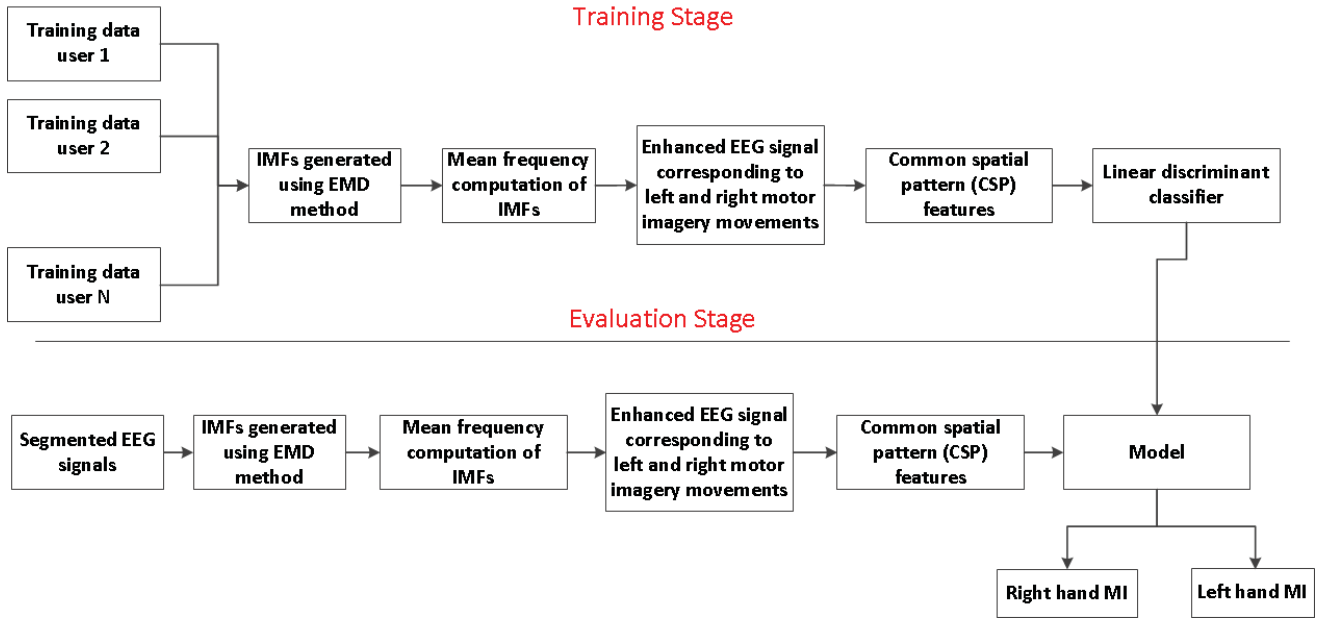 Training Stage
Training data
user 1
Training data
user 2
Training data
user N
IMFs generated
using EMD
method
Mean frequency
computation of
IMFs
Enhanced EEG signal
corresponding to
left and right motor
imagery movements
Common spatial
pattern (CSP)
features
Linear discriminant
classifier
Evaluation Stage
Segmented EEG
signals
IMFs generated
using EMD
method
Mean frequency
computation of
IMFs
Enhanced EEG signal
corresponding to
left and right motor
imagery movements
Common spatial
pattern (CSP)
features
Model
Right hand MI
Left hand MI